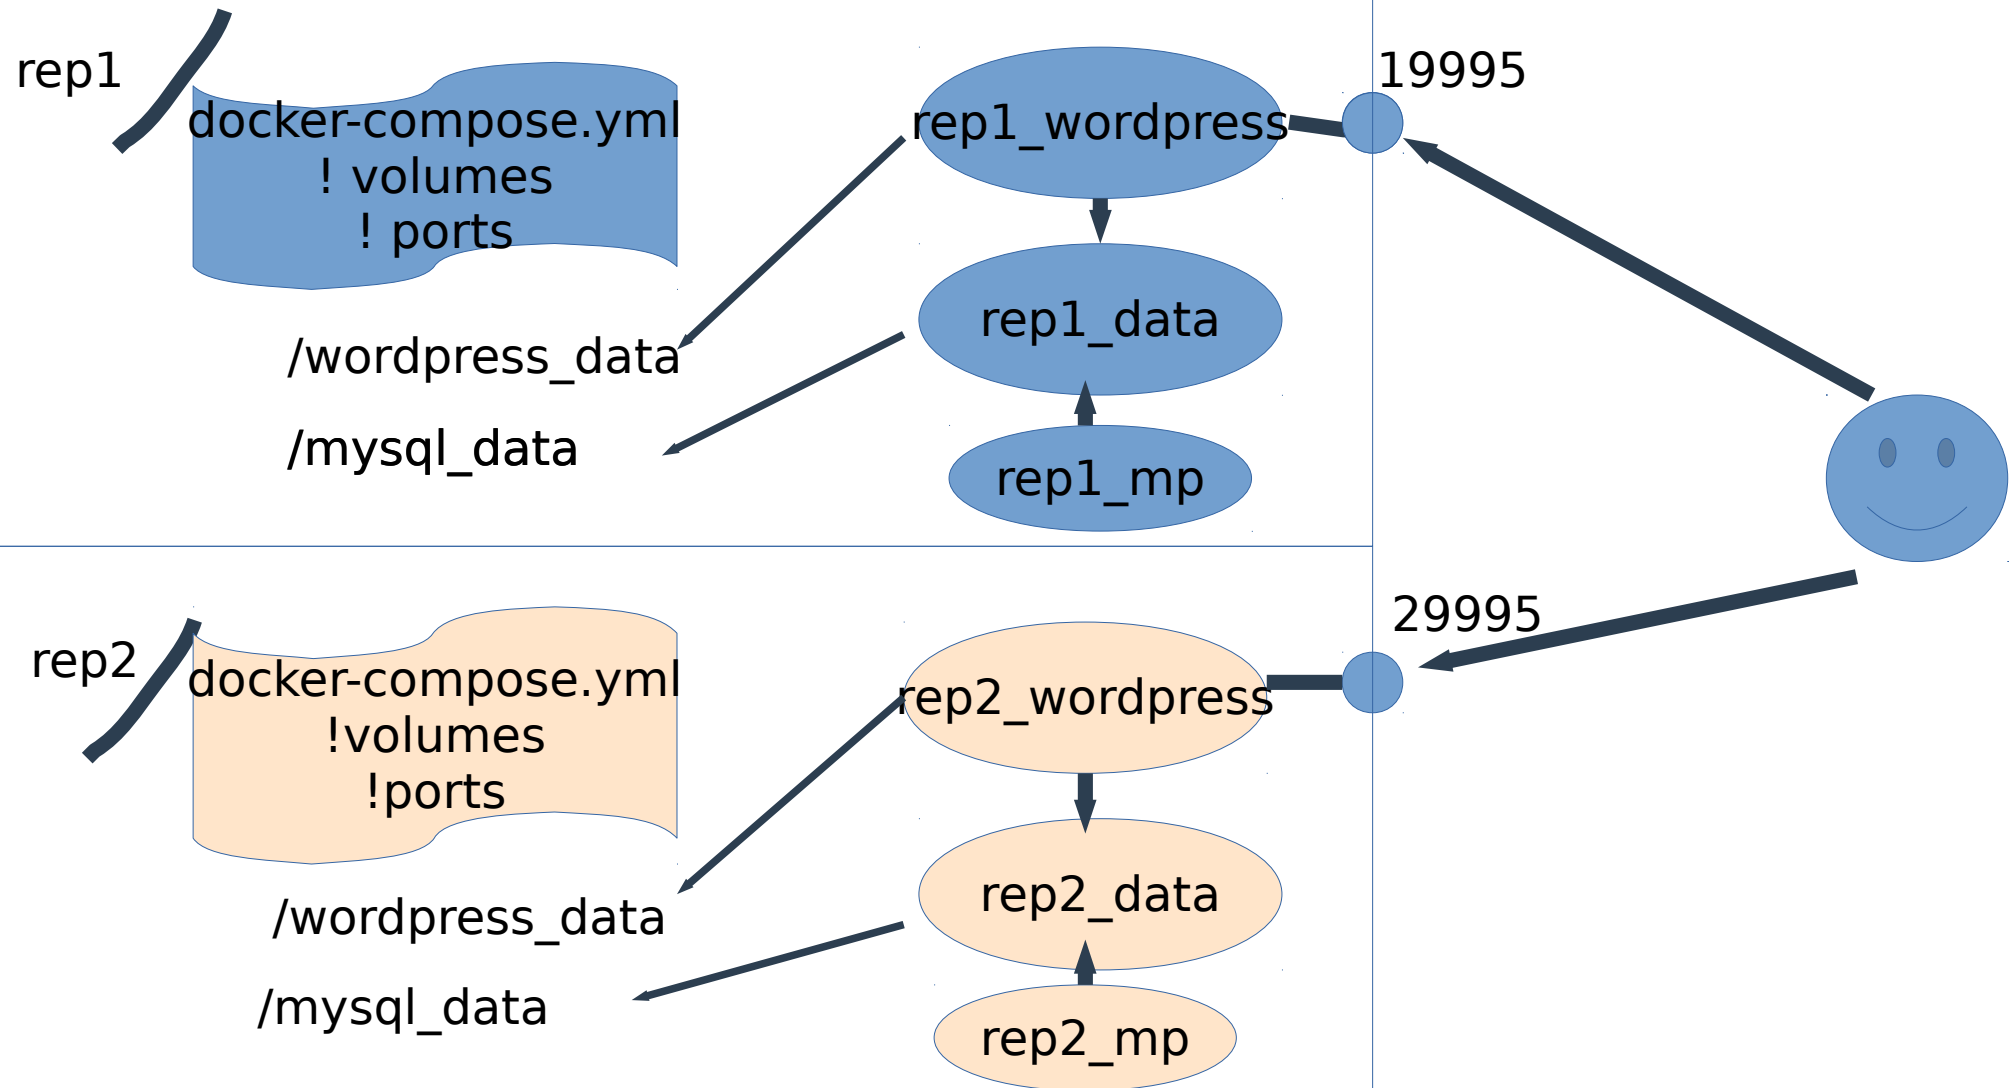 rep1
docker-compose.yml
! volumes
! ports
/wordpress_data
/mysql_data
rep1_wordpress
rep1_data
rep1_mp
19995
rep2
docker-compose.yml
!volumes
!ports
/wordpress_data
/mysql_data
rep2_wordpress
rep2_data
rep2_mp
29995